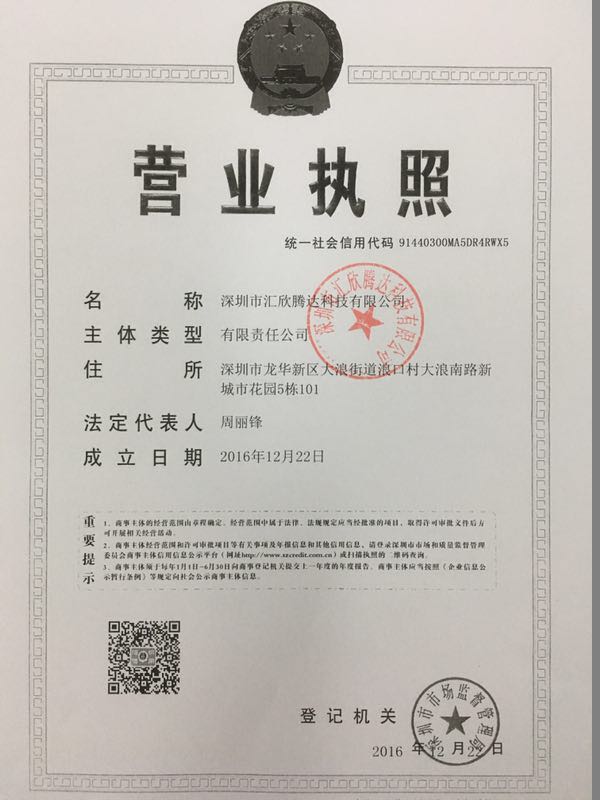 营业执照
统一社会信用代码 91440300MA5DR4RWX5
名称 深圳市汇欣腾达科技有限公司
主体类型 有限责任公司
住所 深圳市龙华新区大浪街道浪口村大浪南路新
城市花园5栋101
法定代表人 周丽锋
成立日期 2016年12月22日
重要提示
1、商事主体的经营范围由章程确定。经营范围中属于法律、法规规定应当经批准的项目，取得许可审批文件后方
可开展相关经营活动。
2、商事主体经营范围和许可审批项目等有关事项及年报信息和其他信用信息，请登录深圳市市场和质量监督管理
委员会商事主体信用信息公示平台（网址http://www.szcredit.com.cn）或扫描执照的二维码查询。
3、商事主体须于每年1月1日-6月30日向商事登记机关提交上一年度的年度报告。商事主体应当按照《企业信息公
示暂行条例》等规定向社会公示商事主体信息。
深圳市汇欣腾达科技有限公司
登记机关
深圳市市场监督管理局
2016 年 12 月 22 日